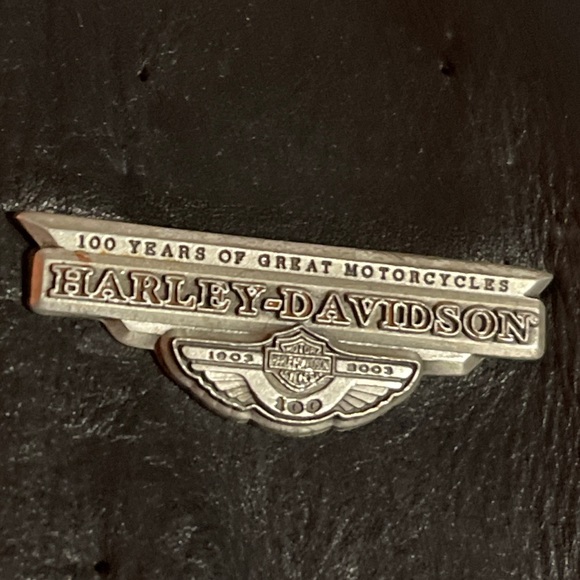 100 YEARS OF GREAT MOTORCYCLES
HARLEY-DAVIDSON
1903 2003
100